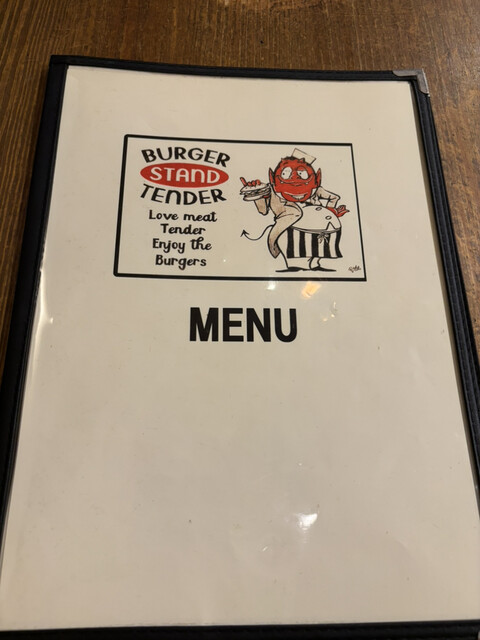 BURGER
STAND
TENDER
Love meat
Tender
Enjoy the
Burgers
MENU